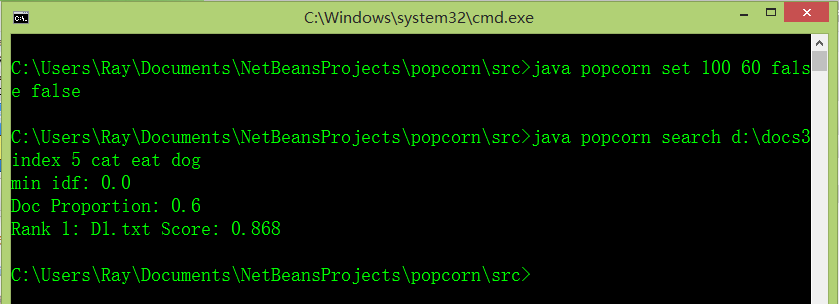 C:\Windows\system32\cmd.exe
C:\Users\Ray\Documents\NetBeansProjects\popcorn\src>java popcorn set 100 60 fals
e false
C:\Users\Ray\Documents\NetBeansProjects\popcorn\src>java popcorn search d:\docs3
index 5 cat eat dog
min idf: 0.0
Doc Proportion: 0.6
Rank 1: D1.txt Score: 0.868
C:\Users\Ray\Documents\NetBeansProjects\popcorn\src>